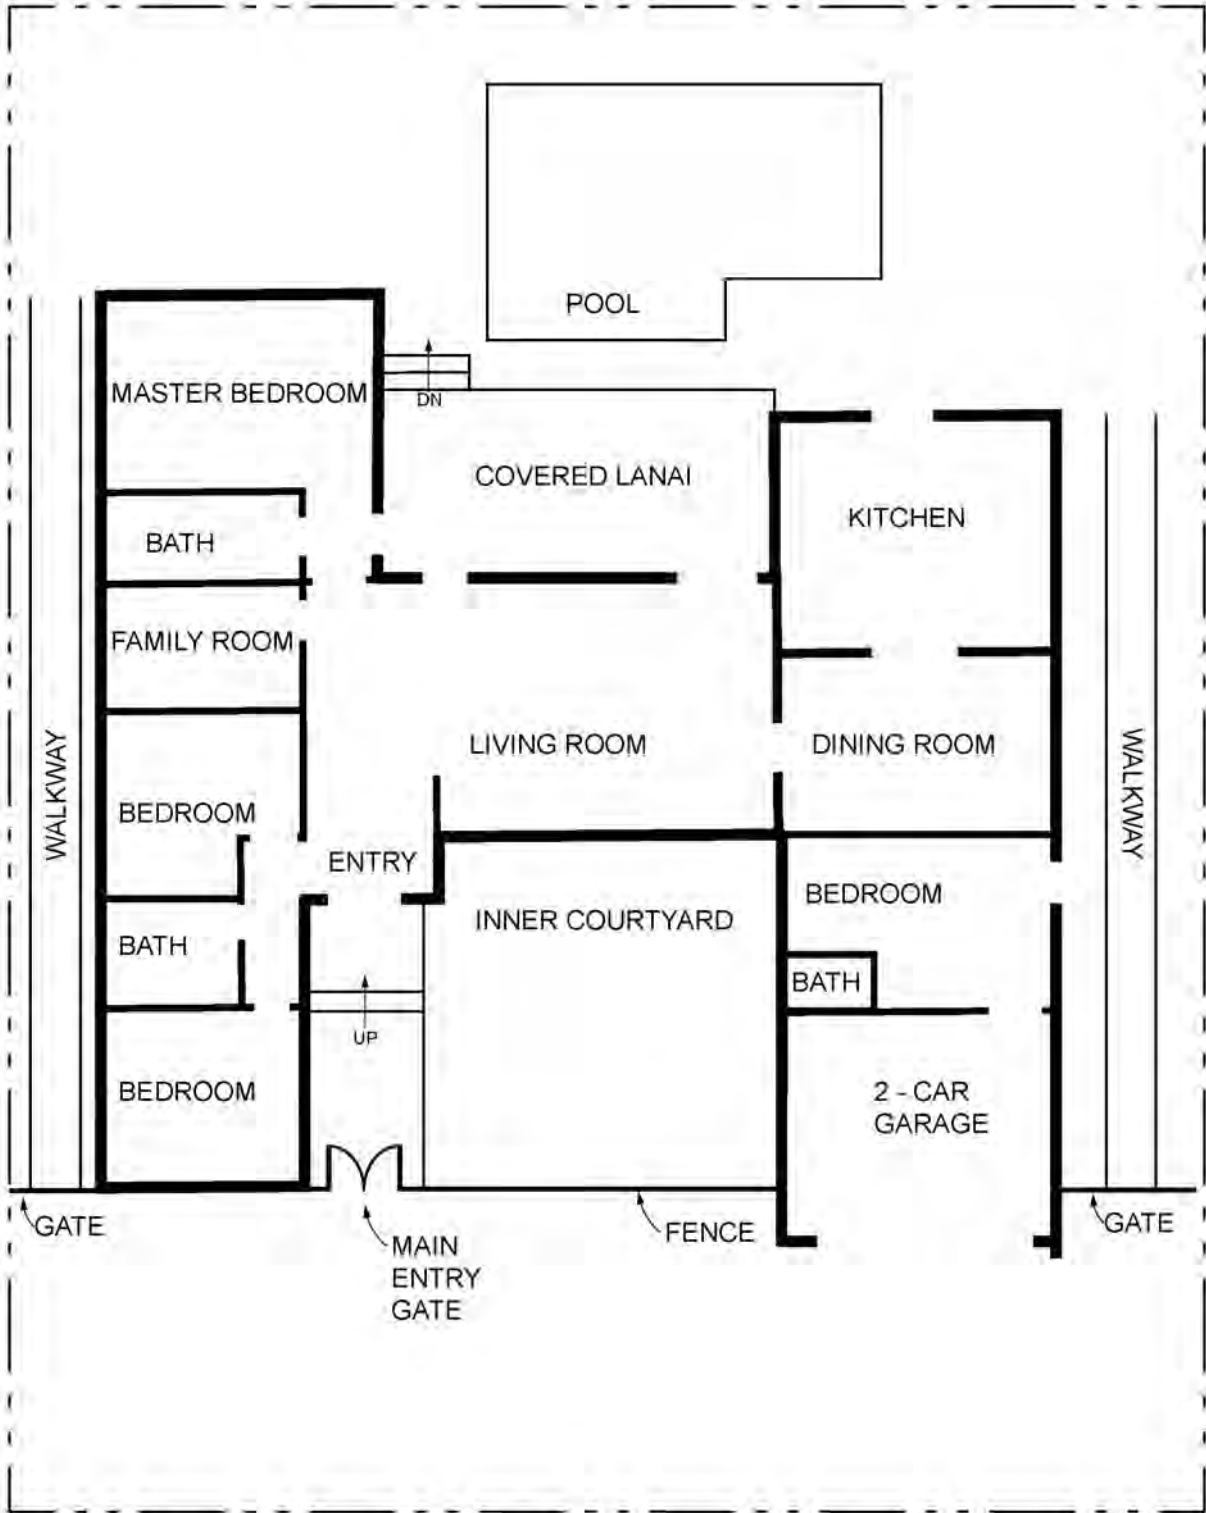 POOL
MASTER BEDROOM
DN
COVERED LANAI
KITCHEN
BATH
FAMILY ROOM
LIVING ROOM
DINING ROOM
WALKWAY
WALKWAY
BEDROOM
ENTRY
BEDROOM
INNER COURTYARD
BATH
BATH
UP
BEDROOM
2 - CAR
GARAGE
GATE
MAIN
ENTRY
GATE
FENCE
GATE